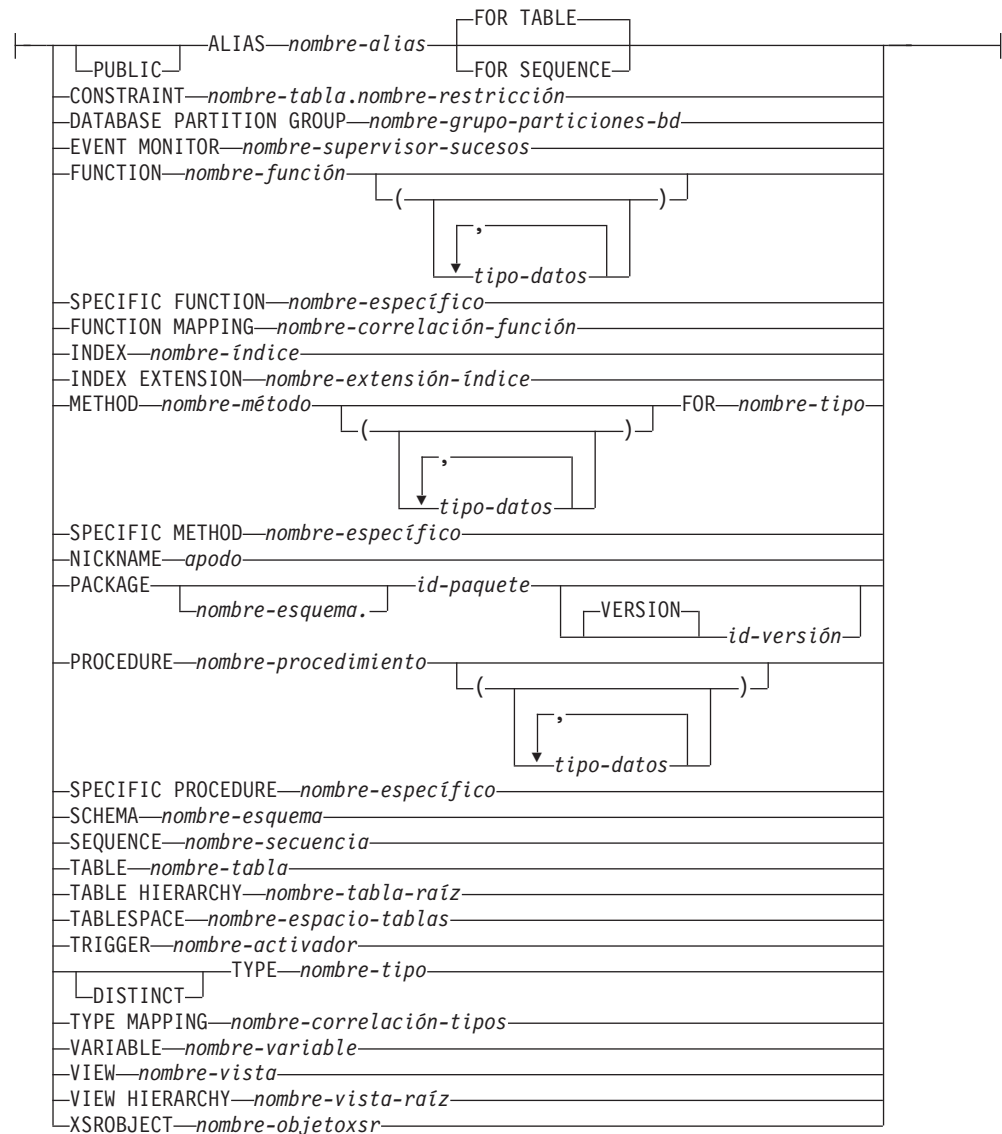 FOR TABLE
ALIAS nombre-alias
PUBLIC FOR SEQUENCE
CONSTRAINT nombre-tabla.nombre-restricción
DATABASE PARTITION GROUP nombre-grupo-particiones-bd
EVENT MONITOR nombre-supervisor-sucesos
FUNCTION nombre-función
( )
,
tipo-datos
SPECIFIC FUNCTION nombre-específico
FUNCTION MAPPING nombre-correlación-función
INDEX nombre-índice
INDEX EXTENSION nombre-extensión-índice
METHOD nombre-método FOR nombre-tipo
( )
,
tipo-datos
SPECIFIC METHOD nombre-específico
NICKNAME apodo
PACKAGE id-paquete
nombre-esquema. VERSION
id-versión
PROCEDURE nombre-procedimiento
( )
,
tipo-datos
SPECIFIC PROCEDURE nombre-específico
SCHEMA nombre-esquema
SEQUENCE nombre-secuencia
TABLE nombre-tabla
TABLE HIERARCHY nombre-tabla-raíz
TABLESPACE nombre-espacio-tablas
TRIGGER nombre-activador
TYPE nombre-tipo
DISTINCT
TYPE MAPPING nombre-correlación-tipos
VARIABLE nombre-variable
VIEW nombre-vista
VIEW HIERARCHY nombre-vista-raíz
XSROBJECT nombre-objetoxsr